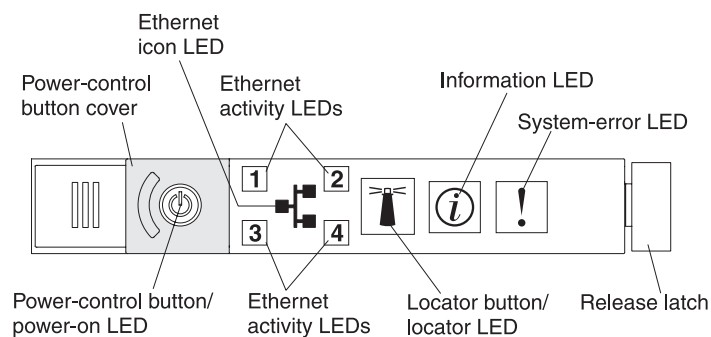 Ethernet
icon LED
Power-control
button cover
Ethernet
activity LEDs
Information LED
System-error LED
1
2
i
!
3
4
Power-control button/
power-on LED
Ethernet
activity LEDs
Locator button/
locator LED
Release latch